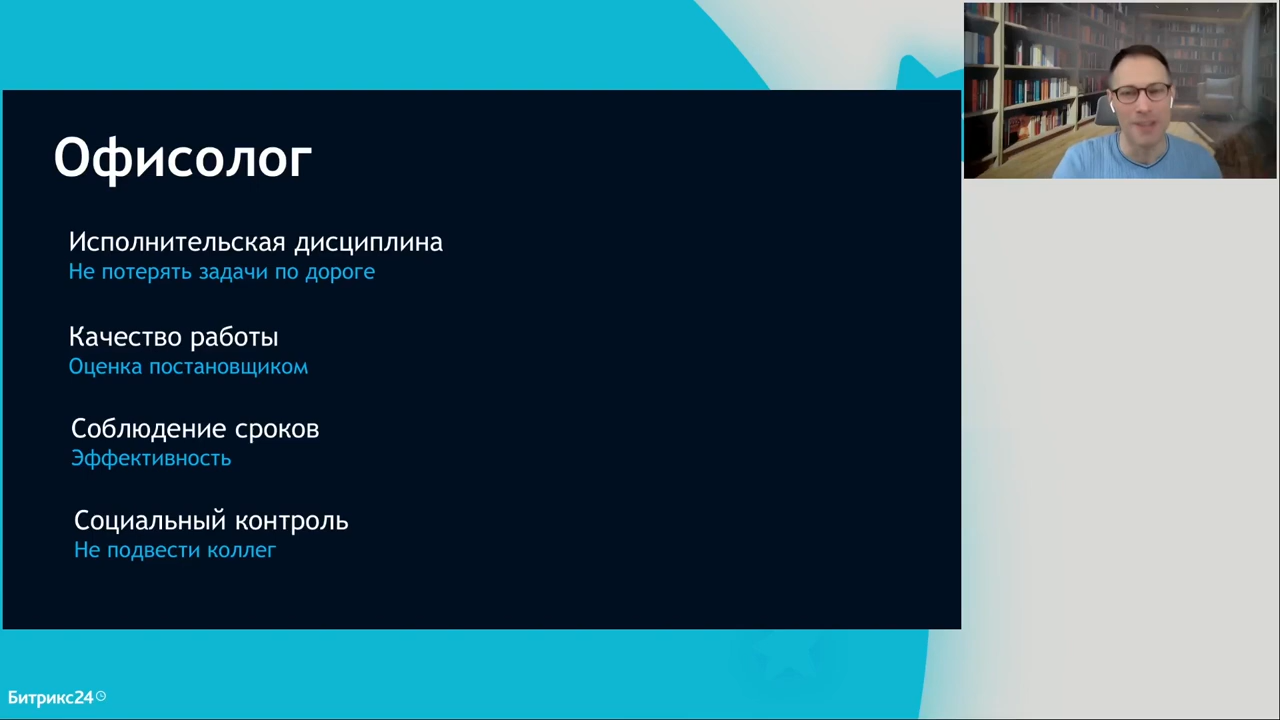 Офисолог
Исполнительская дисциплина
Не потерять задачи по дороге
Качество работы
Оценка постановщиком
Соблюдение сроков
Эффективность
Социальный контроль
Не подвести коллег
Битрикс24